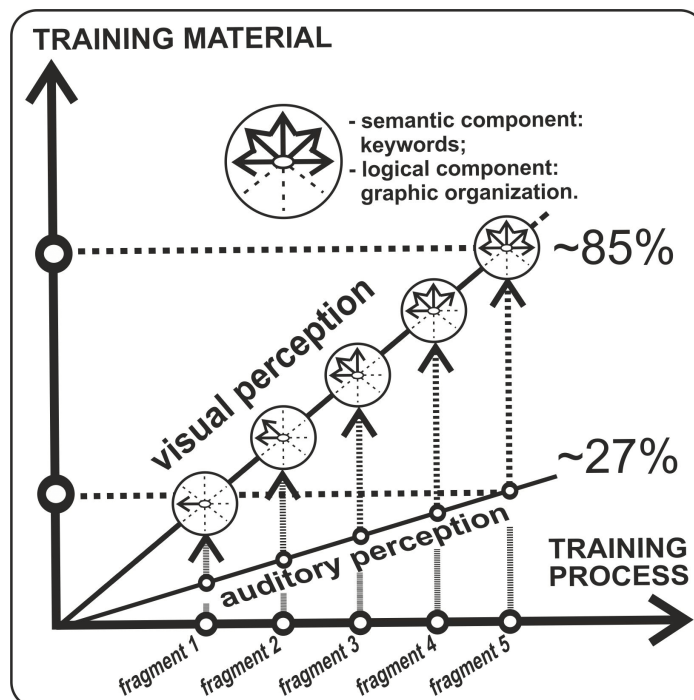 TRAINING MATERIAL
- semantic component:
keywords;
- logical component:
graphic organization.
~85%
visual perception
~27%
auditory perception
TRAINING
PROCESS
fragment 1
fragment 2
fragment 3
fragment 4
fragment 5